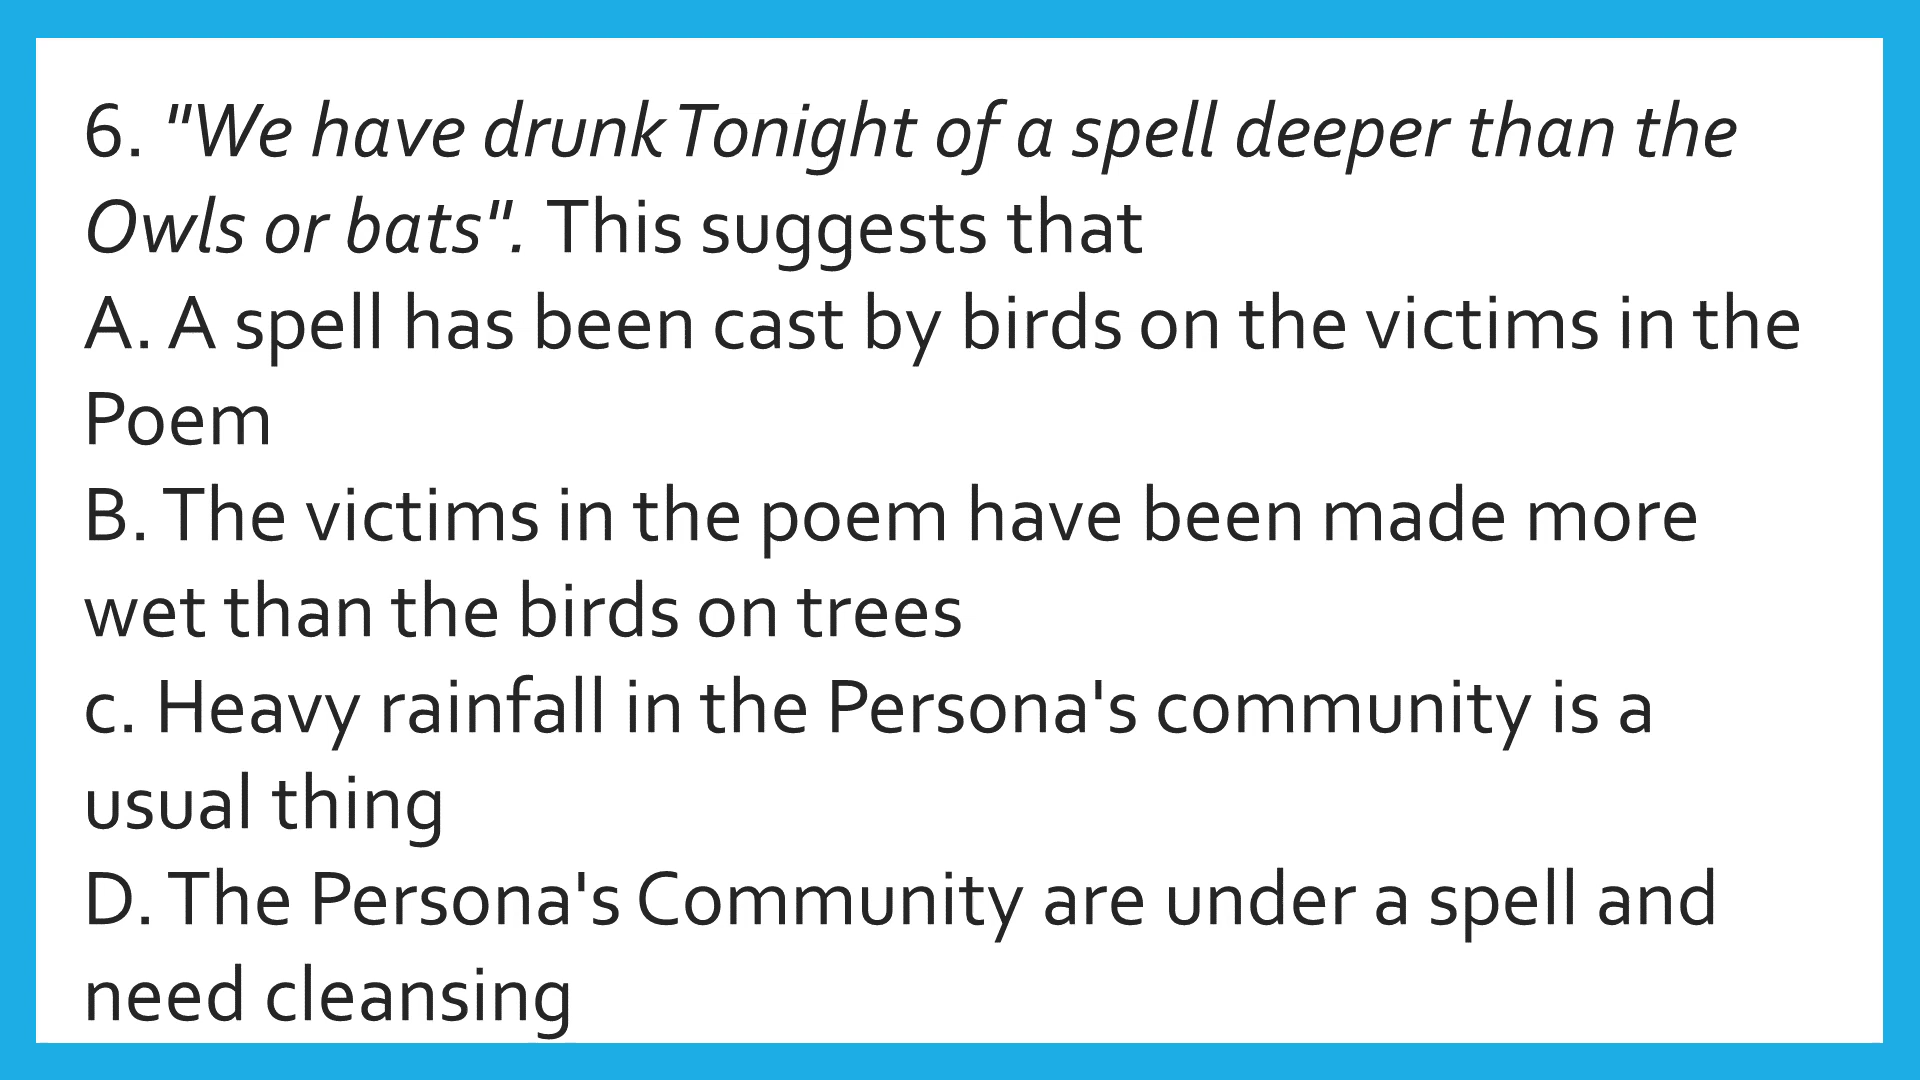 6. "We have drunk Tonight of a spell deeper than the
Owls or bats". This suggests that
A. A spell has been cast by birds on the victims in the
Poem
B. The victims in the poem have been made more
wet than the birds on trees
c. Heavy rainfall in the Persona's community is a
usual thing
D. The Persona's Community are under a spell and
need cleansing